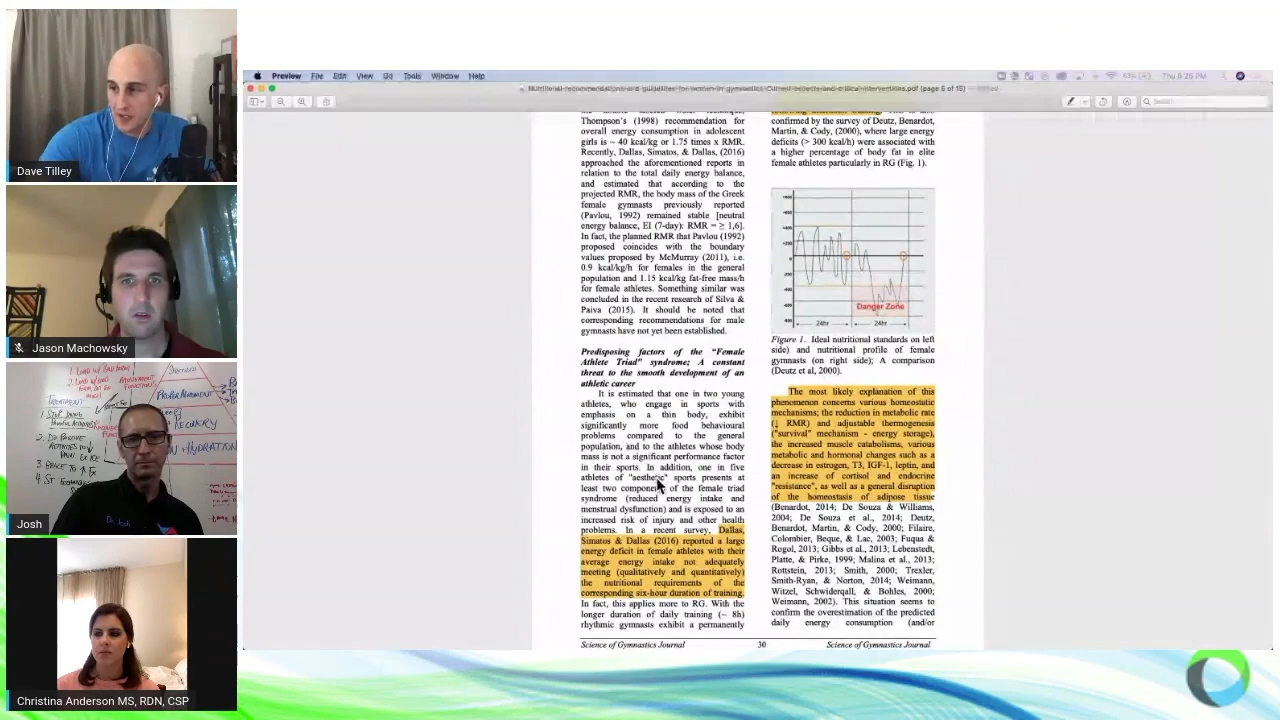 Dave Tilley
Jason Machowsky
Josh
Christina Anderson MS, RDN, CSP
Preview File Edit View Go Tools Window Help
Thu 8:25 PM
(page 6 of 15)
Search
Thompson's (1998) recommendation for
overall energy consumption in adolescent
girls is ~ 40 kcal/kg or 1.75 times x RMR.
Recently, Dallas, Simatos, & Dallas, (2016)
approached the aforementioned reports in
relation to the total daily energy balance,
and estimated that according to the
projected RMR, the body mass of the Greek
female gymnasts previously reported
(Pavlou, 1992) remained stable [neutral
energy balance, EI (7-day): RMR = ≥ 1,6].
In fact, the planned RMR that Pavlou (1992)
proposed coincides with the boundary
values proposed by McMurray (2011), i.e.
0.9 kcal/kg/h for females in the general
population and 1.15 kcal/kg fat-free mass/h
for female athletes. Something similar was
concluded in the recent research of Silva &
Paiva (2015). It should be noted that
corresponding recommendations for male
gymnasts have not yet been established.
Predisposing factors of the "Female
Athlete Triad" syndrome; A constant
threat to the smooth development of an
athletic career
It is estimated that one in two young
athletes, who engage in sports with
emphasis on a thin body, exhibit
significantly more food behavioural
problems compared to the general
population, and to the athletes whose body
mass is not a significant performance factor
in their sports. In addition, one in five
athletes of "aesthetic" sports presents at
least two components of the female triad
syndrome (reduced energy intake and
menstrual dysfunction) and is exposed to an
increased risk of injury and other health
problems. In a recent survey, Dallas,
Simatos & Dallas (2016) reported a large
energy deficit in female athletes with their
average energy intake not adequately
meeting (qualitatively and quantitatively)
the nutritional requirements of the
corresponding six-hour duration of training.
In fact, this applies more to RG. With the
longer duration of daily training (~ 8h)
rhythmic gymnasts exhibit a permanently
confirmed by the survey of Deutz, Benardot,
Martin, & Cody, (2000), where large energy
deficits (> 300 kcal/h) were associated with
a higher percentage of body fat in elite
female athletes particularly in RG (Fig. 1).
Danger Zone
24hr 24hr
Figure 1. Ideal nutritional standards on left
side) and nutritional profile of female
gymnasts (on right side); A comparison
(Deutz et al, 2000).
The most likely explanation of this
phenomenon concerns various homeostatic
mechanisms; the reduction in metabolic rate
(↓ RMR) and adjustable thermogenesis
("survival" mechanism - energy storage),
the increased muscle catabolisms, various
metabolic and hormonal changes such as a
decrease in estrogen, T3, IGF-1, leptin, and
an increase of cortisol and endocrine
"resistance", as well as a general disruption
of the homeostasis of adipose tissue
(Benardot, 2014; De Souza & Williams,
2004; De Souza et al., 2014; Deutz,
Benardot, Martin, & Cody, 2000; Filaire,
Colombier, Beque, & Lac, 2003; Fuqua &
Rogol, 2013; Gibbs et al., 2013; Lebenstedt,
Platte, & Pirke, 1999; Malina et al., 2013;
Rottstein, 2013; Smith, 2000; Trexler,
Smith-Ryan, & Norton, 2014; Weimann,
Witzel, Schwiderqall, & Bohles, 2000;
Weimann, 2002). This situation seems to
confirm the overestimation of the predicted
daily energy consumption (and/or
Science of Gymnastics Journal 30 Science of Gymnastics Journal